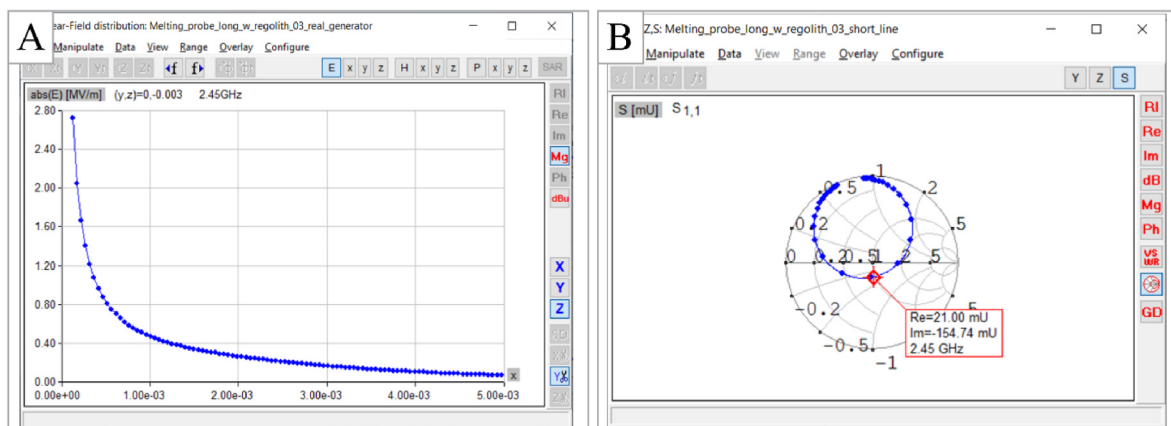 A
ear-Field distribution: Melting_probe_long_w_regolith_03_real_generator
Manipulate Data View Range Overlay Configure
f f E x y z H x y z P x y z SAR
abs(E) [MV/m] (y,z)=0,-0.003 2.45GHz
2.80
2.40
2.00
1.60
1.20
0.80
0.40
0.00
0.00e+00 1.00e-03 2.00e-03 3.00e-03 4.00e-03 5.00e-03
x
RI
Re
Im
Mg
Ph
dBu
X
Y
Z
B
Z,S: Melting_probe_long_w_regolith_03_short_line
Manipulate Data View Range Overlay Configure
Y Z S
S [mU] S1,1
1
0.5 2
0.2 5
0 0.2 0.5 1 2 5
-0.2 -5
-0.5
-1
Re=21.00 mU
Im=-154.74 mU
2.45 GHz
RI
Re
Im
dB
Mg
Ph
VS
WR
GD